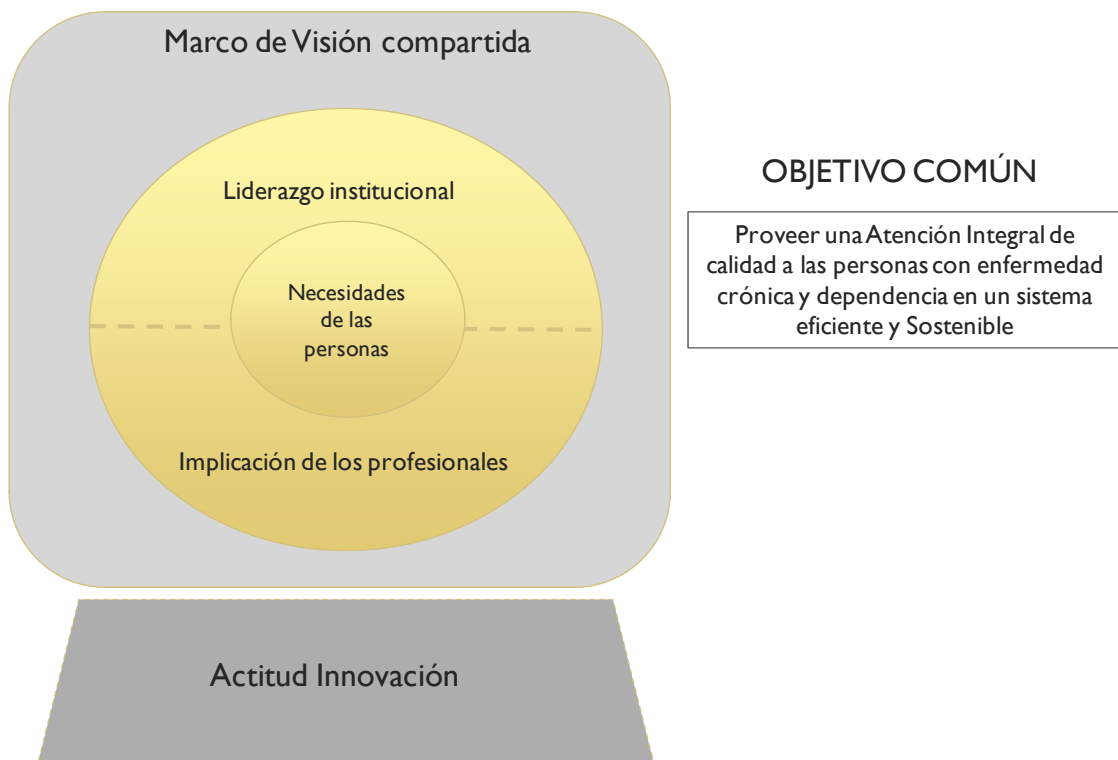 Marco de Visión compartida
Liderazgo institucional
Necesidades
de las
personas
Implicación de los profesionales
Actitud Innovación
OBJETIVO COMÚN
Proveer una Atención Integral de
calidad a las personas con enfermedad
crónica y dependencia en un sistema
eficiente y Sostenible